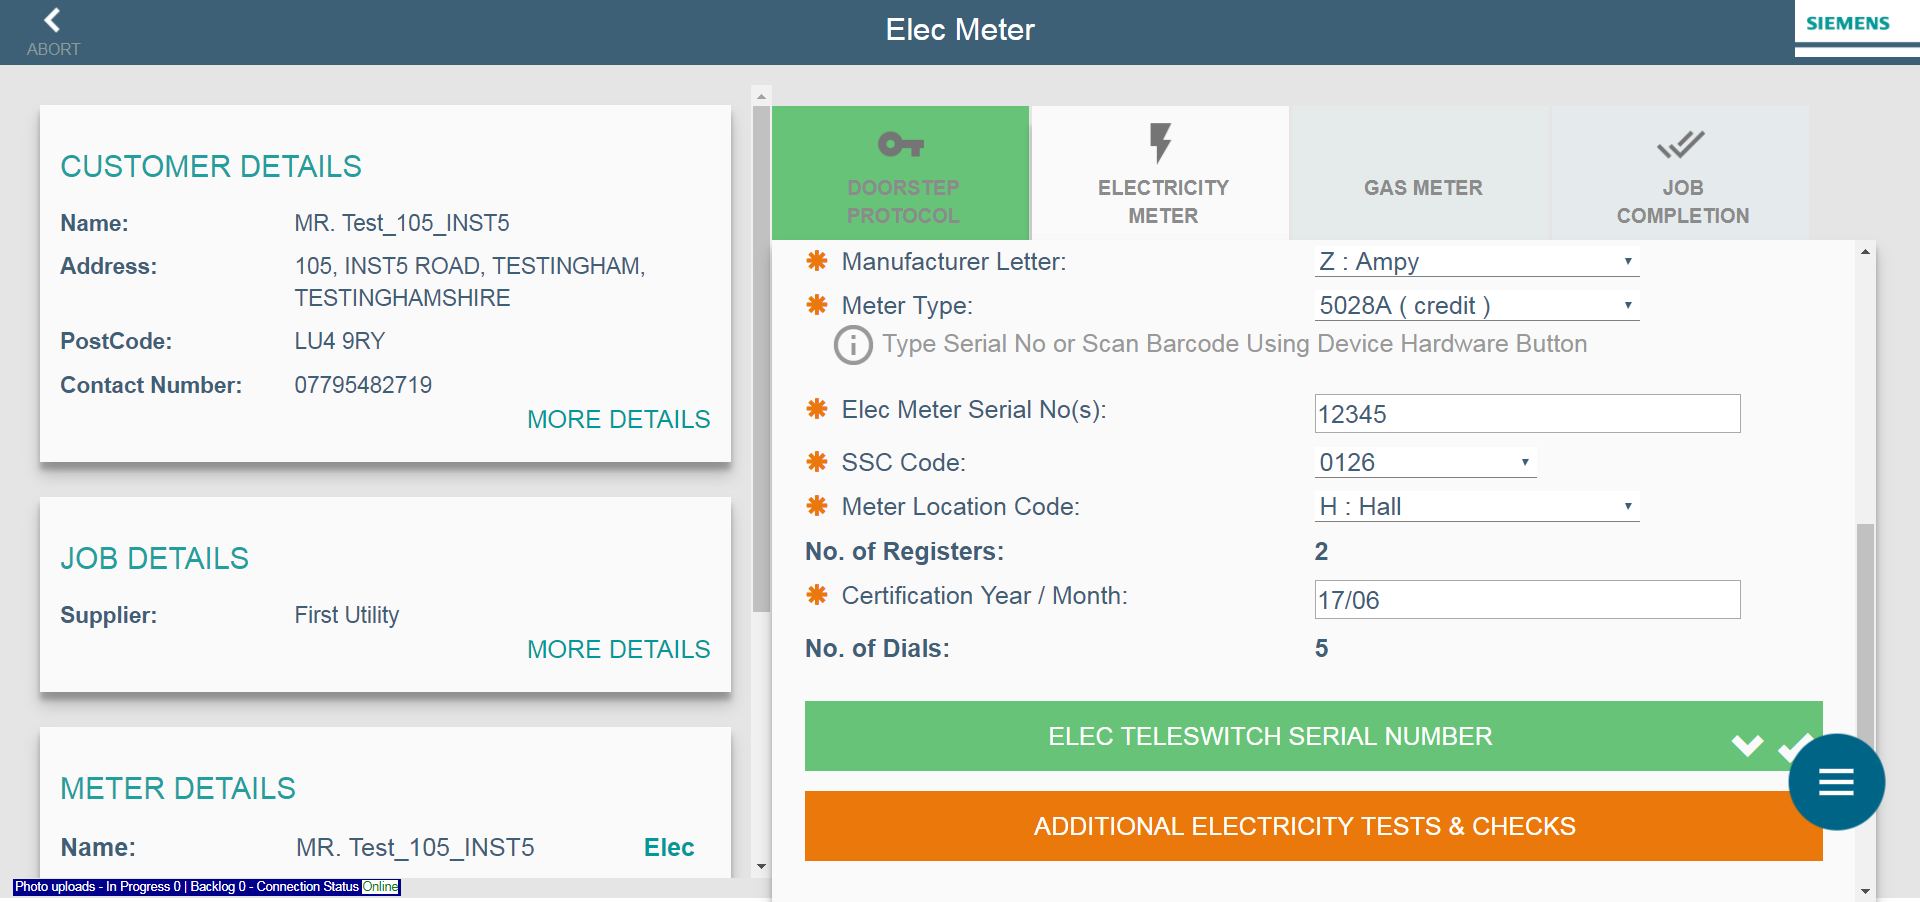 ABORT
Elec Meter
SIEMENS
CUSTOMER DETAILS
Name: MR. Test_105_INST5
Address: 105, INST5 ROAD, TESTINGHAM,
TESTINGHAMSHIRE
PostCode: LU4 9RY
Contact Number: 07795482719
MORE DETAILS
JOB DETAILS
Supplier: First Utility
MORE DETAILS
METER DETAILS
Name: MR. Test_105_INST5 Elec
Photo uploads - In Progress 0 | Backlog 0 - Connection Status Online
DOORSTEP
PROTOCOL
ELECTRICITY
METER
GAS METER
JOB
COMPLETION
Manufacturer Letter: Z : Ampy
Meter Type: 5028A ( credit )
Type Serial No or Scan Barcode Using Device Hardware Button
Elec Meter Serial No(s): 12345
SSC Code: 0126
Meter Location Code: H : Hall
No. of Registers: 2
Certification Year / Month: 17/06
No. of Dials: 5
ELEC TELESWITCH SERIAL NUMBER
ADDITIONAL ELECTRICITY TESTS & CHECKS